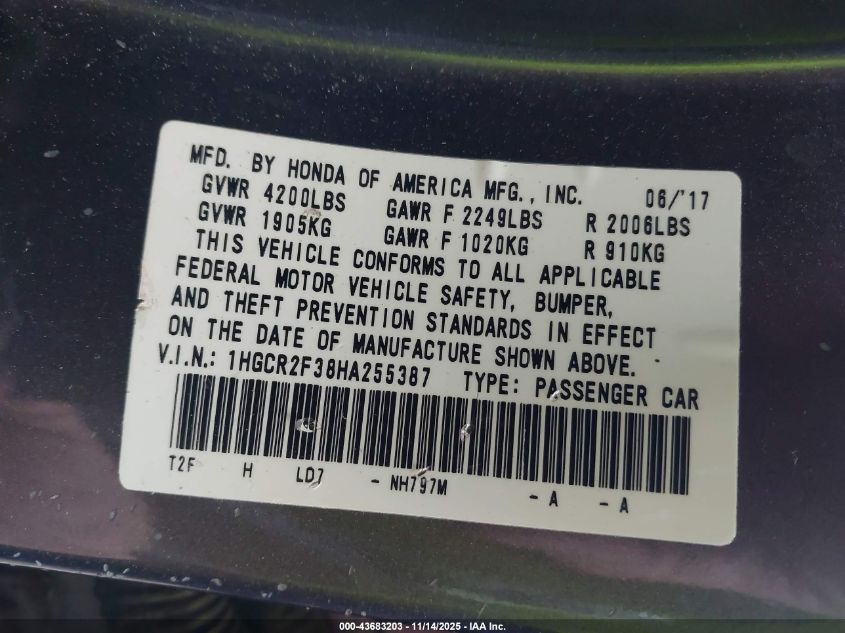 MFD. BY HONDA OF AMERICA MFG., INC. 06/'17
GVWR 4200LBS GAWR F 2249LBS R 2006LBS
GVWR 1905KG GAWR F 1020KG R 910KG
THIS VEHICLE CONFORMS TO ALL APPLICABLE
FEDERAL MOTOR VEHICLE SAFETY, BUMPER,
AND THEFT PREVENTION STANDARDS IN EFFECT
ON THE DATE OF MANUFACTURE SHOWN ABOVE.
V.I.N.: 1HGCR2F38HA255387 TYPE: PASSENGER CAR
T2F H LD7 - NH797M - A - A
000-43683203 - 11/14/2025 - IAA Inc.